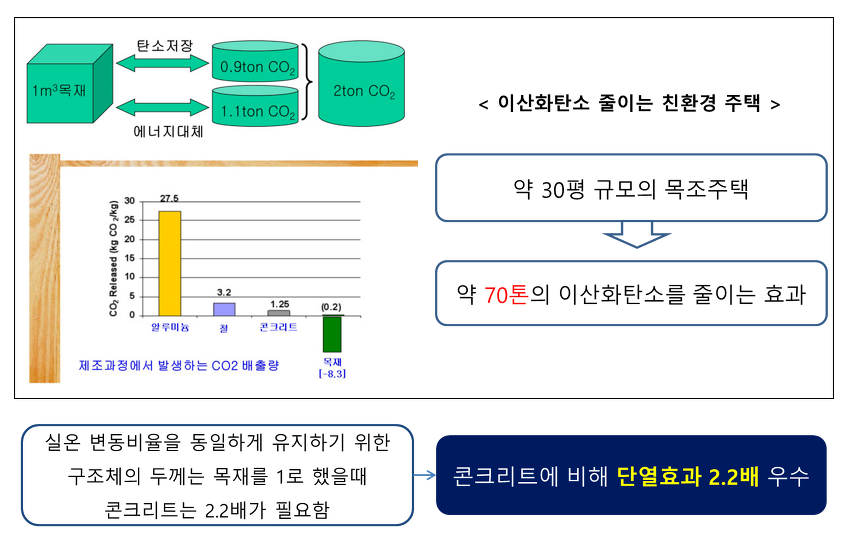 탄소저장
1m³목재
0.9ton CO₂
1.1ton CO₂
2ton CO₂
에너지대체
< 이산화탄소 줄이는 친환경 주택 >
약 30평 규모의 목조주택
약 70톤의 이산화탄소를 줄이는 효과
CO₂ Released (kg CO₂/kg)
30
25
20
15
10
5
0
27.5
3.2
1.25
(0.2)
알루미늄
철
콘크리트
목재
[-8.3]
제조과정에서 발생하는 CO2 배출량
실온 변동비율을 동일하게 유지하기 위한
구조체의 두께는 목재를 1로 했을때
콘크리트는 2.2배가 필요함
콘크리트에 비해 단열효과 2.2배 우수